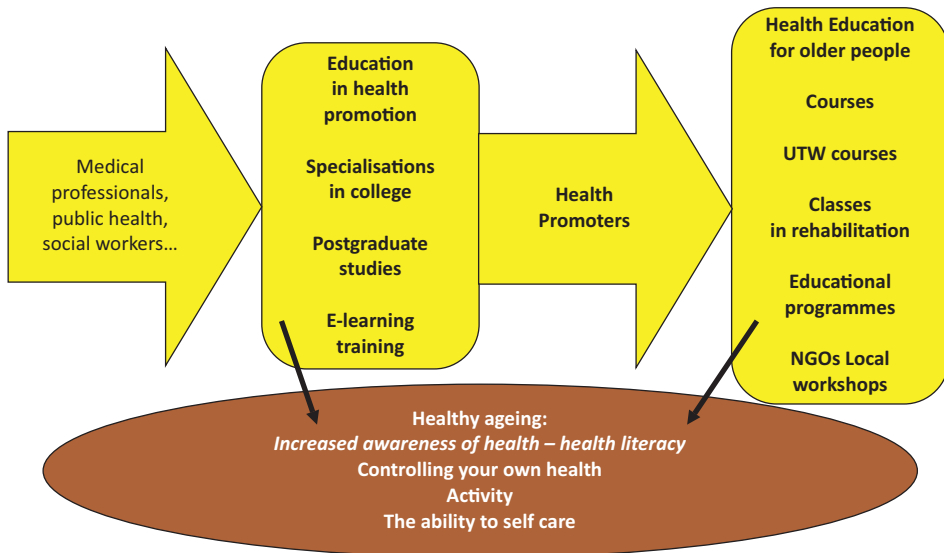 Medical
professionals,
public health,
social workers...
Education
in health
promotion
Specialisations
in college
Postgraduate
studies
E-learning
training
Health
Promoters
Health Education
for older people
Courses
UTW courses
Classes
in rehabilitation
Educational
programmes
NGOs Local
workshops
Healthy ageing:
Increased awareness of health – health literacy
Controlling your own health
Activity
The ability to self care